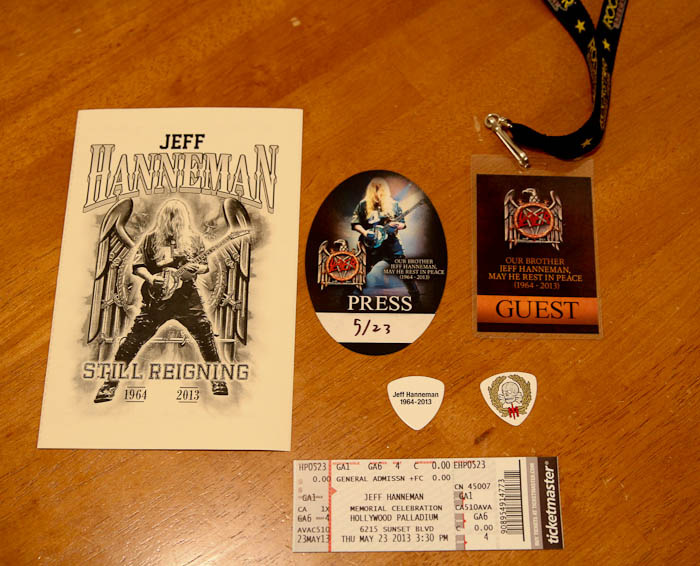 JEFF
HANNEMAN
STILL REIGNING
1964 2013
OUR BROTHER
JEFF HANNEMAN,
MAY HE REST IN PEACE
(1964 - 2013)
PRESS
5/23
ROCK
OUR BROTHER
JEFF HANNEMAN,
MAY HE REST IN PEACE
(1964 - 2013)
GUEST
Jeff Hanneman
1964-2013
HP0523 GA1 GA6 4 C 0.00 EHP0523
0.00 GENERAL ADMISSN +FC 0.00
CN 45007
GA1 JEFF HANNEMAN GA1
CA 1X MEMORIAL CELEBRATION CA510AVA
GA6 4 HOLLYWOOD PALLADIUM GA6
AVAC510 6215 SUNSET BLVD C 0.00
23MAY13 THU MAY 23 2013 3:30 PM 4
908954914773
ticketmaster